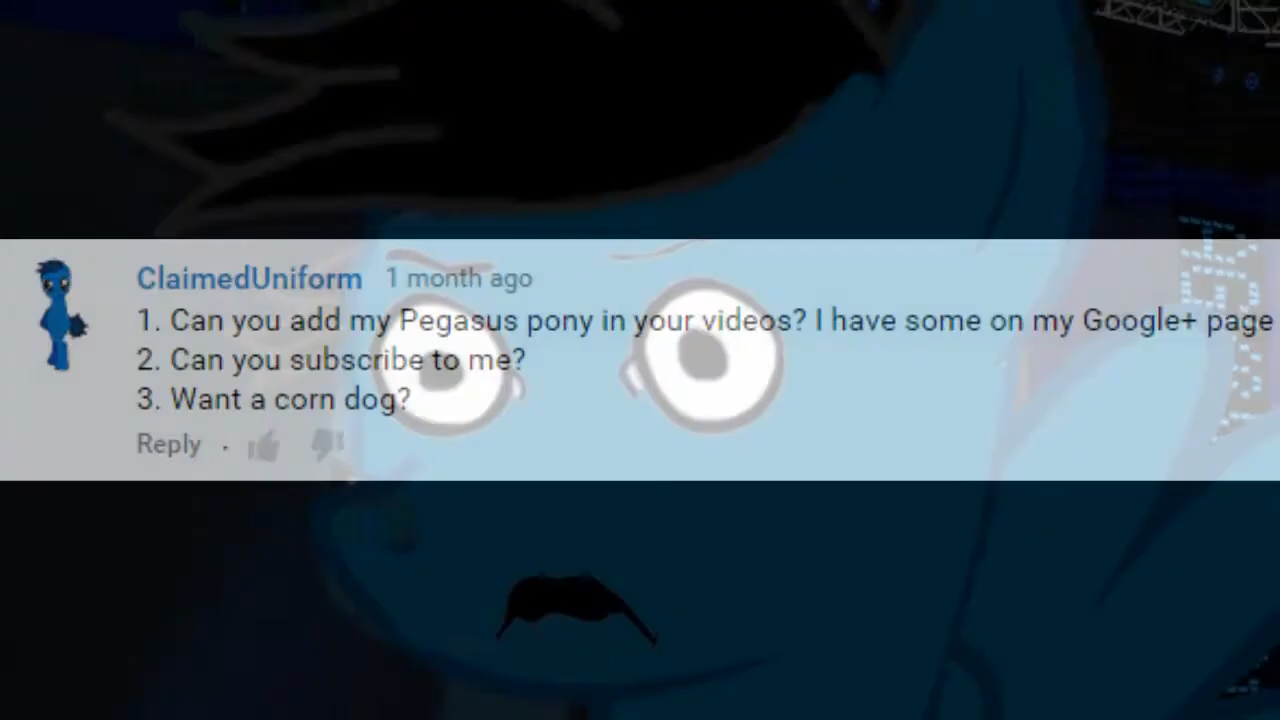 ClaimedUniform 1 month ago
1. Can you add my Pegasus pony in your videos? I have some on my Google+ page
2. Can you subscribe to me?
3. Want a corn dog?
Reply ·